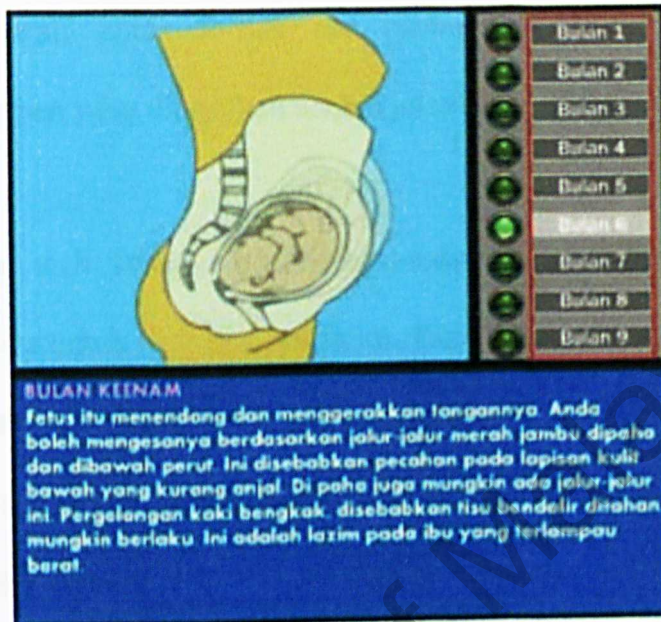 Bulan 1
Bulan 2
Bulan 3
Bulan 4
Bulan 5
Bulan 6
Bulan 7
Bulan 8
Bulan 9
BULAN KEENAM
Fetus itu menendang dan menggerakkan tangannya. Anda
boleh mengesanya berdasarkan jalur-jalur merah jambu dipaha
dan dibawah perut. Ini disebabkan pecahan pada lapisan kulit
bawah yang kurang anjal. Di paha juga mungkin ada jalur-jalur
ini. Pergelangan kaki bengkak, disebabkan tisu bendalir ditahan
mungkin berlaku. Ini adalah lazim pada ibu yang terlampau
berat.